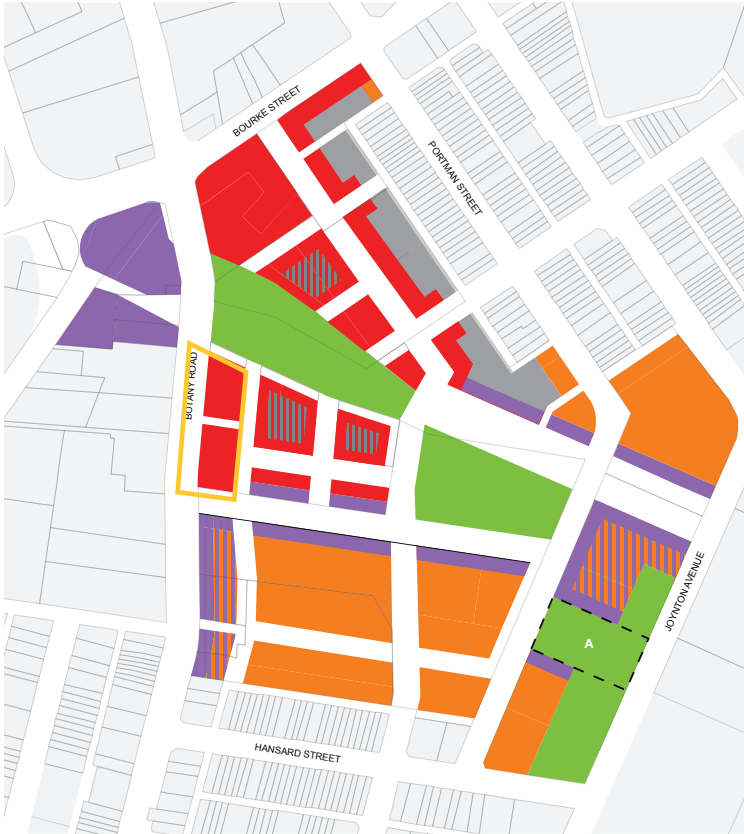 BOURKE STREET
PORTMAN STREET
BOTANY ROAD
JOYNTON AVENUE
A
HANSARD STREET